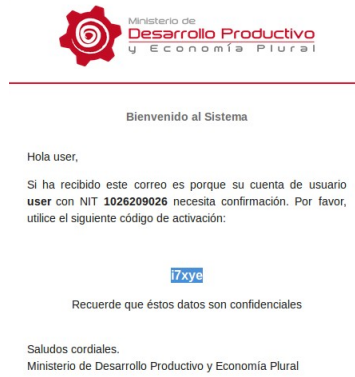 Ministerio de
Desarrollo Productivo
y Economía Plural
Bienvenido al Sistema
Hola user,
Si ha recibido este correo es porque su cuenta de usuario
user con NIT 1026209026 necesita confirmación. Por favor,
utilice el siguiente código de activación:
i7xye
Recuerde que éstos datos son confidenciales
Saludos cordiales.
Ministerio de Desarrollo Productivo y Economía Plural